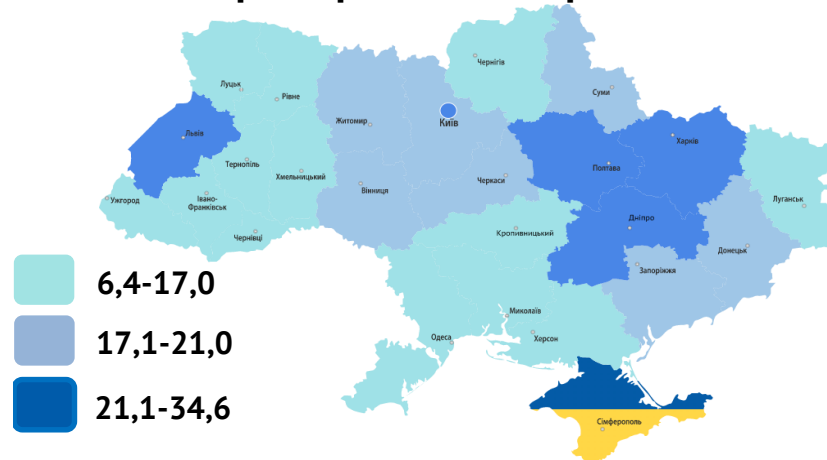 Чернігів
Луцьк
Рівне
Суми
Київ
Житомир
Львів
Харків
Полтава
Тернопіль
Хмельницький
Черкаси
Вінниця
Ужгород
Івано-
Франківськ
Луганськ
Дніпро
Чернівці
Кропивницький
Донецьк
Запоріжжя
6,4-17,0
Миколаїв
Одеса
Херсон
17,1-21,0
21,1-34,6
Сімферополь